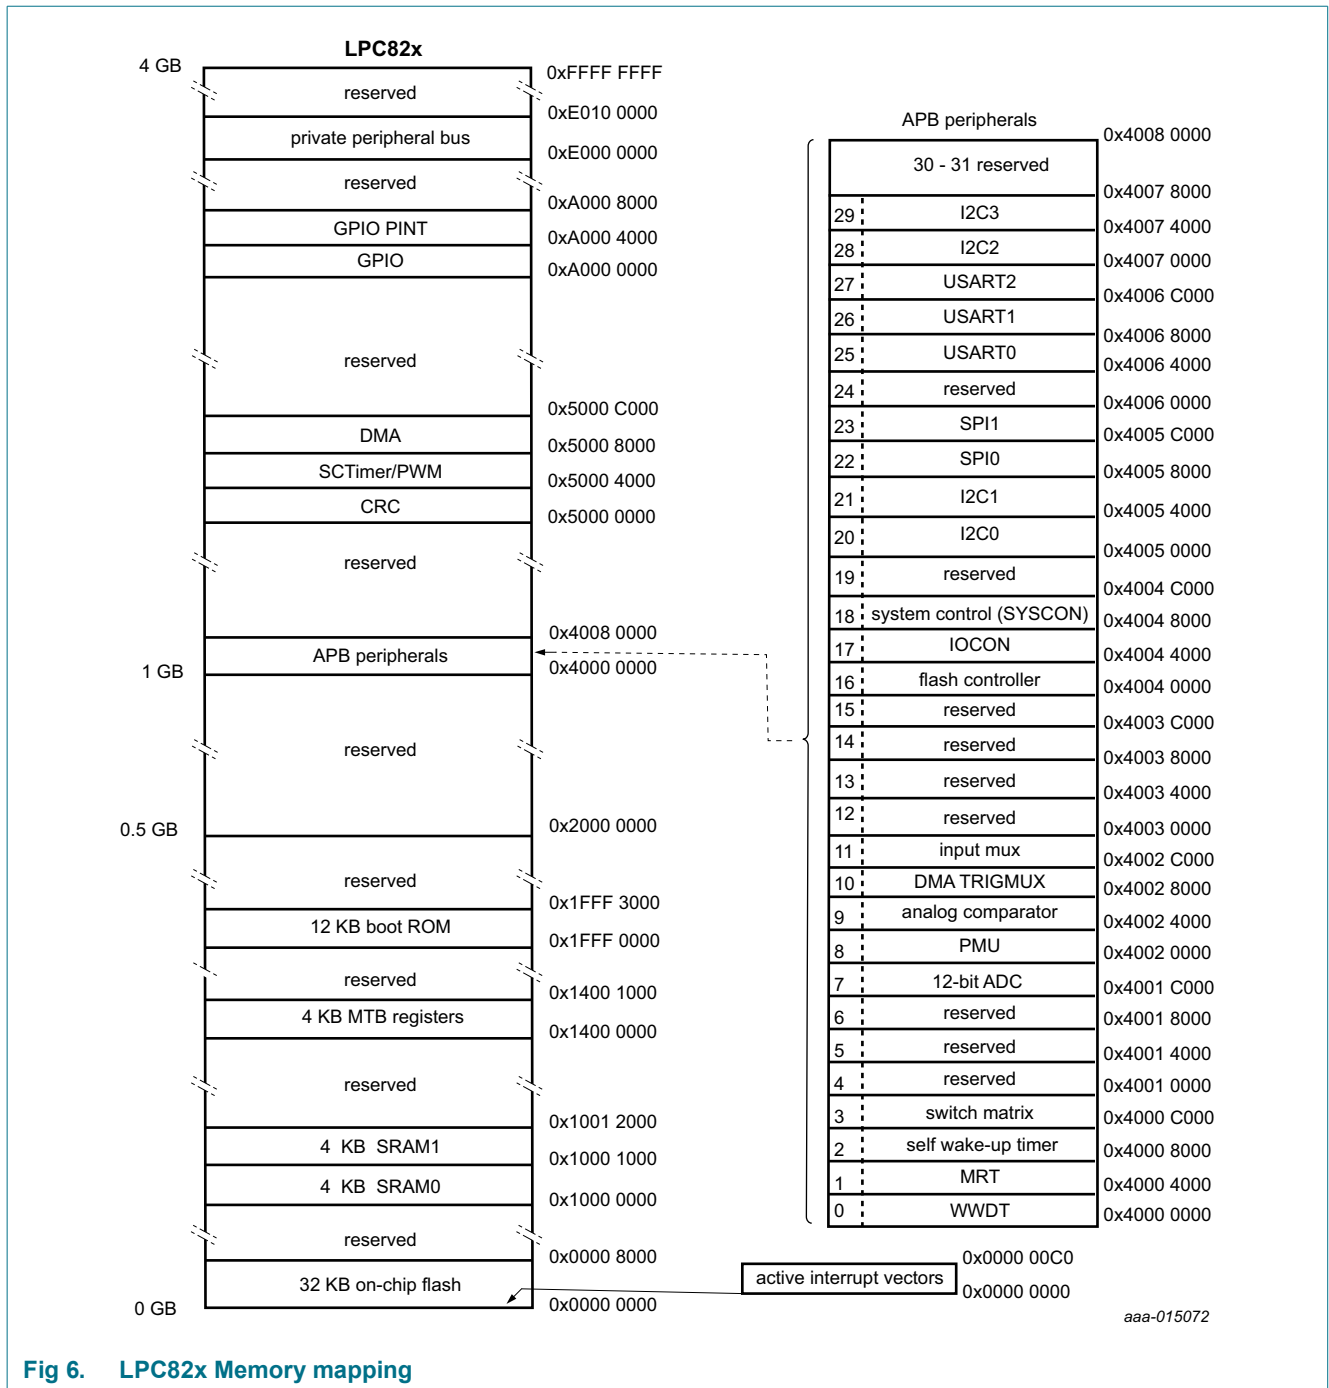 LPC82x
4 GB
0xFFFF FFFF
reserved
0xE010 0000
private peripheral bus
0xE000 0000
reserved
0xA000 8000
GPIO PINT
0xA000 4000
GPIO
0xA000 0000
reserved
0x5000 C000
DMA
0x5000 8000
SCTimer/PWM
0x5000 4000
CRC
0x5000 0000
reserved
0x4008 0000
APB peripherals
1 GB
0x4000 0000
reserved
0.5 GB
0x2000 0000
reserved
0x1FFF 3000
12 KB boot ROM
0x1FFF 0000
reserved
0x1400 1000
4 KB MTB registers
0x1400 0000
reserved
0x1001 2000
4 KB SRAM1
0x1000 1000
4 KB SRAM0
0x1000 0000
reserved
0x0000 8000
32 KB on-chip flash
0 GB
0x0000 0000
APB peripherals
0x4008 0000
30 - 31 reserved
0x4007 8000
29 I2C3
0x4007 4000
28 I2C2
0x4007 0000
27 USART2
0x4006 C000
26 USART1
0x4006 8000
25 USART0
0x4006 4000
24 reserved
0x4006 0000
23 SPI1
0x4005 C000
22 SPI0
0x4005 8000
21 I2C1
0x4005 4000
20 I2C0
0x4005 0000
19 reserved
0x4004 C000
18 system control (SYSCON)
0x4004 8000
17 IOCON
0x4004 4000
16 flash controller
0x4004 0000
15 reserved
0x4003 C000
14 reserved
0x4003 8000
13 reserved
0x4003 4000
12 reserved
0x4003 0000
11 input mux
0x4002 C000
10 DMA TRIGMUX
0x4002 8000
9 analog comparator
0x4002 4000
8 PMU
0x4002 0000
7 12-bit ADC
0x4001 C000
6 reserved
0x4001 8000
5 reserved
0x4001 4000
4 reserved
0x4001 0000
3 switch matrix
0x4000 C000
2 self wake-up timer
0x4000 8000
1 MRT
0x4000 4000
0 WWDT
0x4000 0000
0x0000 00C0
active interrupt vectors
0x0000 0000
aaa-015072
Fig 6. LPC82x Memory mapping